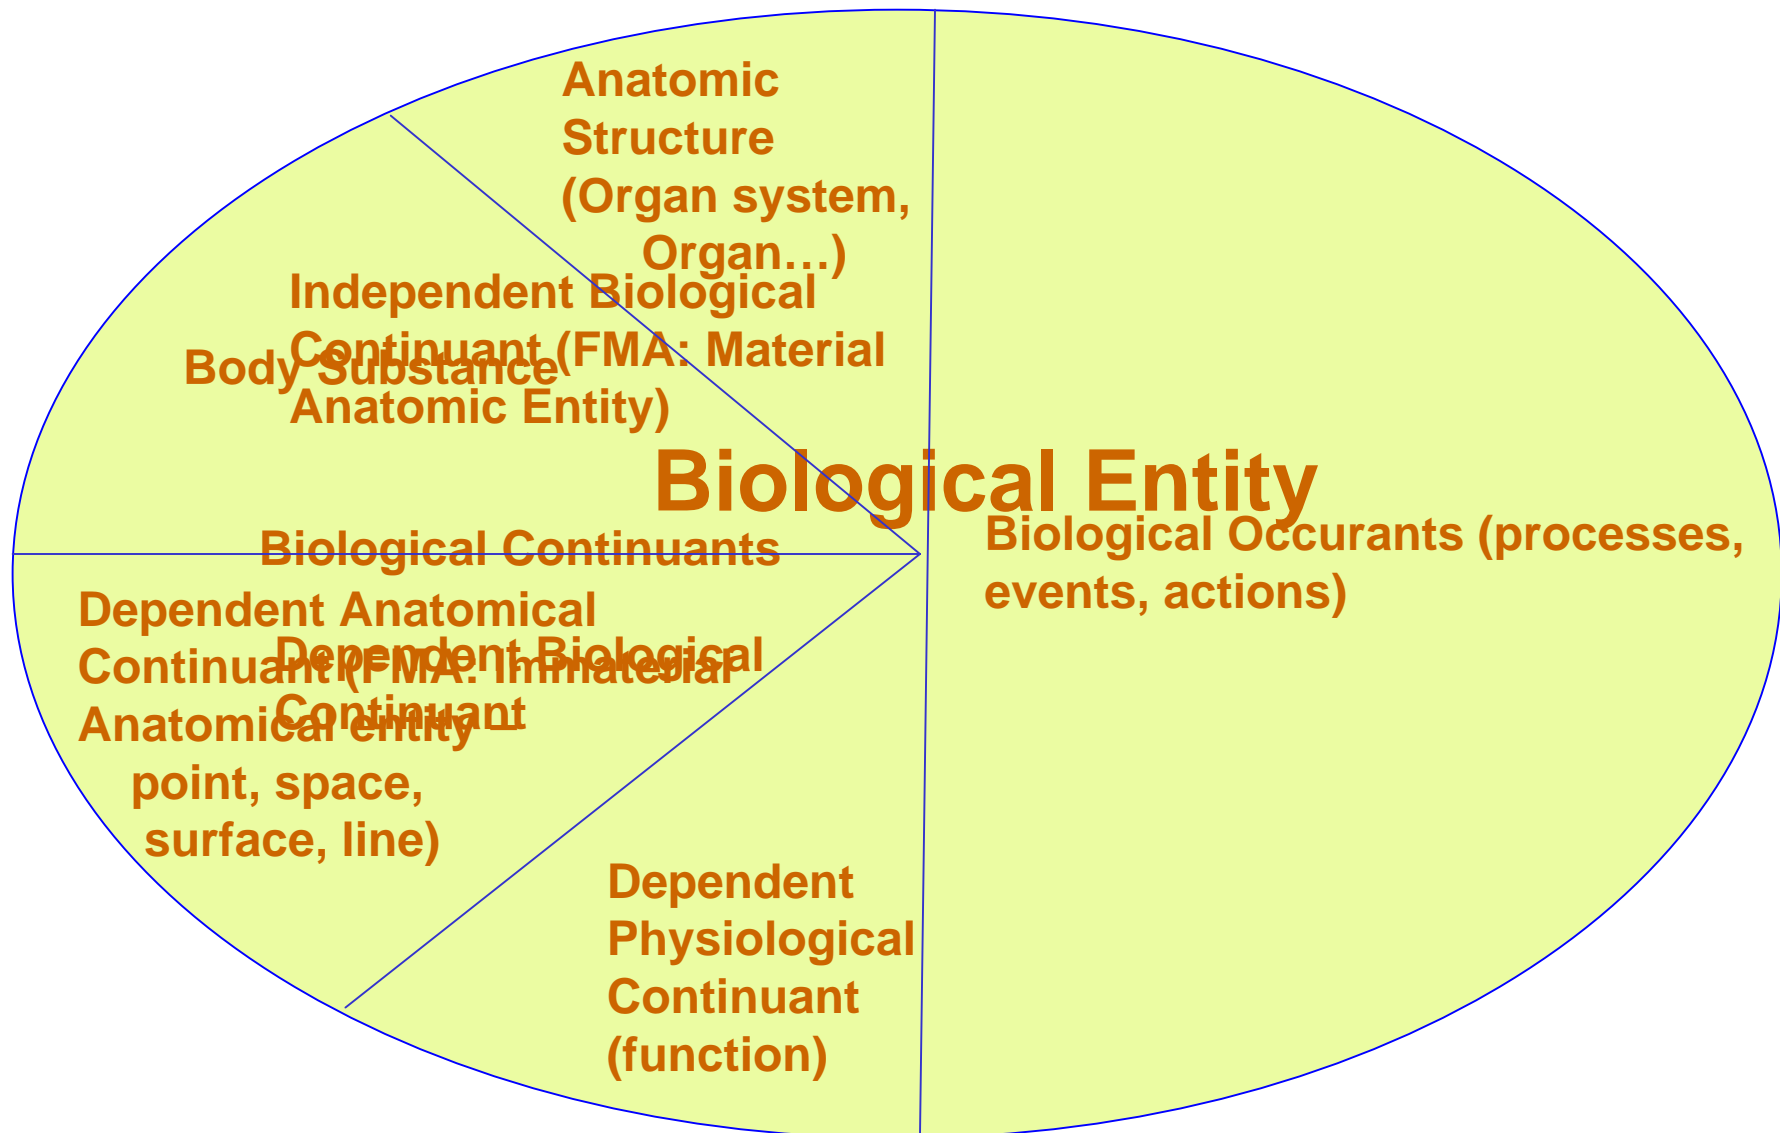 Anatomic
Structure
(Organ system,
Organ…)
Independent Biological
Continuant (FMA: Material
Anatomic Entity)
Body Substance
Biological Entity
Biological Continuants
Biological Occurants (processes,
events, actions)
Dependent Anatomical
Continuant (FMA: Immaterial
Anatomical entity –
point, space,
surface, line)
Dependent Biological
Continuant
Dependent
Physiological
Continuant
(function)